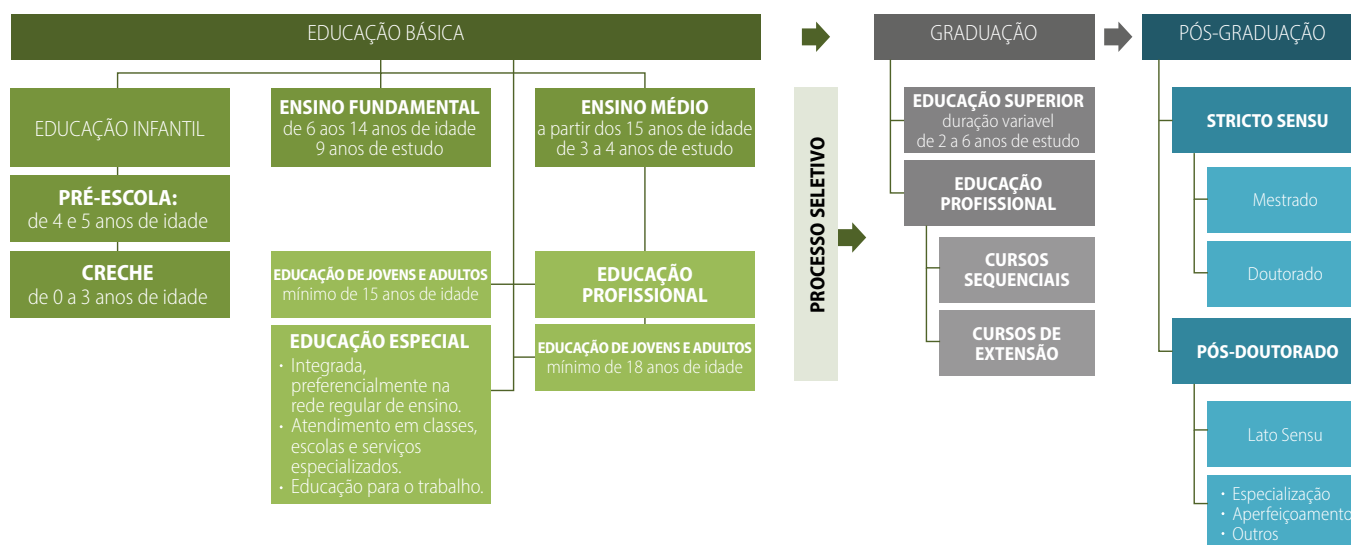 EDUCAÇÃO BÁSICA
EDUCAÇÃO INFANTIL
PRÉ-ESCOLA:
de 4 e 5 anos de idade
CRECHE
de 0 a 3 anos de idade
ENSINO FUNDAMENTAL
de 6 aos 14 anos de idade
9 anos de estudo
EDUCAÇÃO DE JOVENS E ADULTOS
mínimo de 15 anos de idade
EDUCAÇÃO ESPECIAL
• Integrada,
preferencialmente na
rede regular de ensino.
• Atendimento em classes,
escolas e serviços
especializados.
• Educação para o trabalho.
ENSINO MÉDIO
a partir dos 15 anos de idade
de 3 a 4 anos de estudo
EDUCAÇÃO
PROFISSIONAL
EDUCAÇÃO DE JOVENS E ADULTOS
mínimo de 18 anos de idade
PROCESSO SELETIVO
GRADUAÇÃO
EDUCAÇÃO SUPERIOR
duração variavel
de 2 a 6 anos de estudo
EDUCAÇÃO
PROFISSIONAL
CURSOS
SEQUENCIAIS
CURSOS DE
EXTENSÃO
PÓS-GRADUAÇÃO
STRICTO SENSU
Mestrado
Doutorado
PÓS-DOUTORADO
Lato Sensu
• Especialização
• Aperfeiçoamento
• Outros